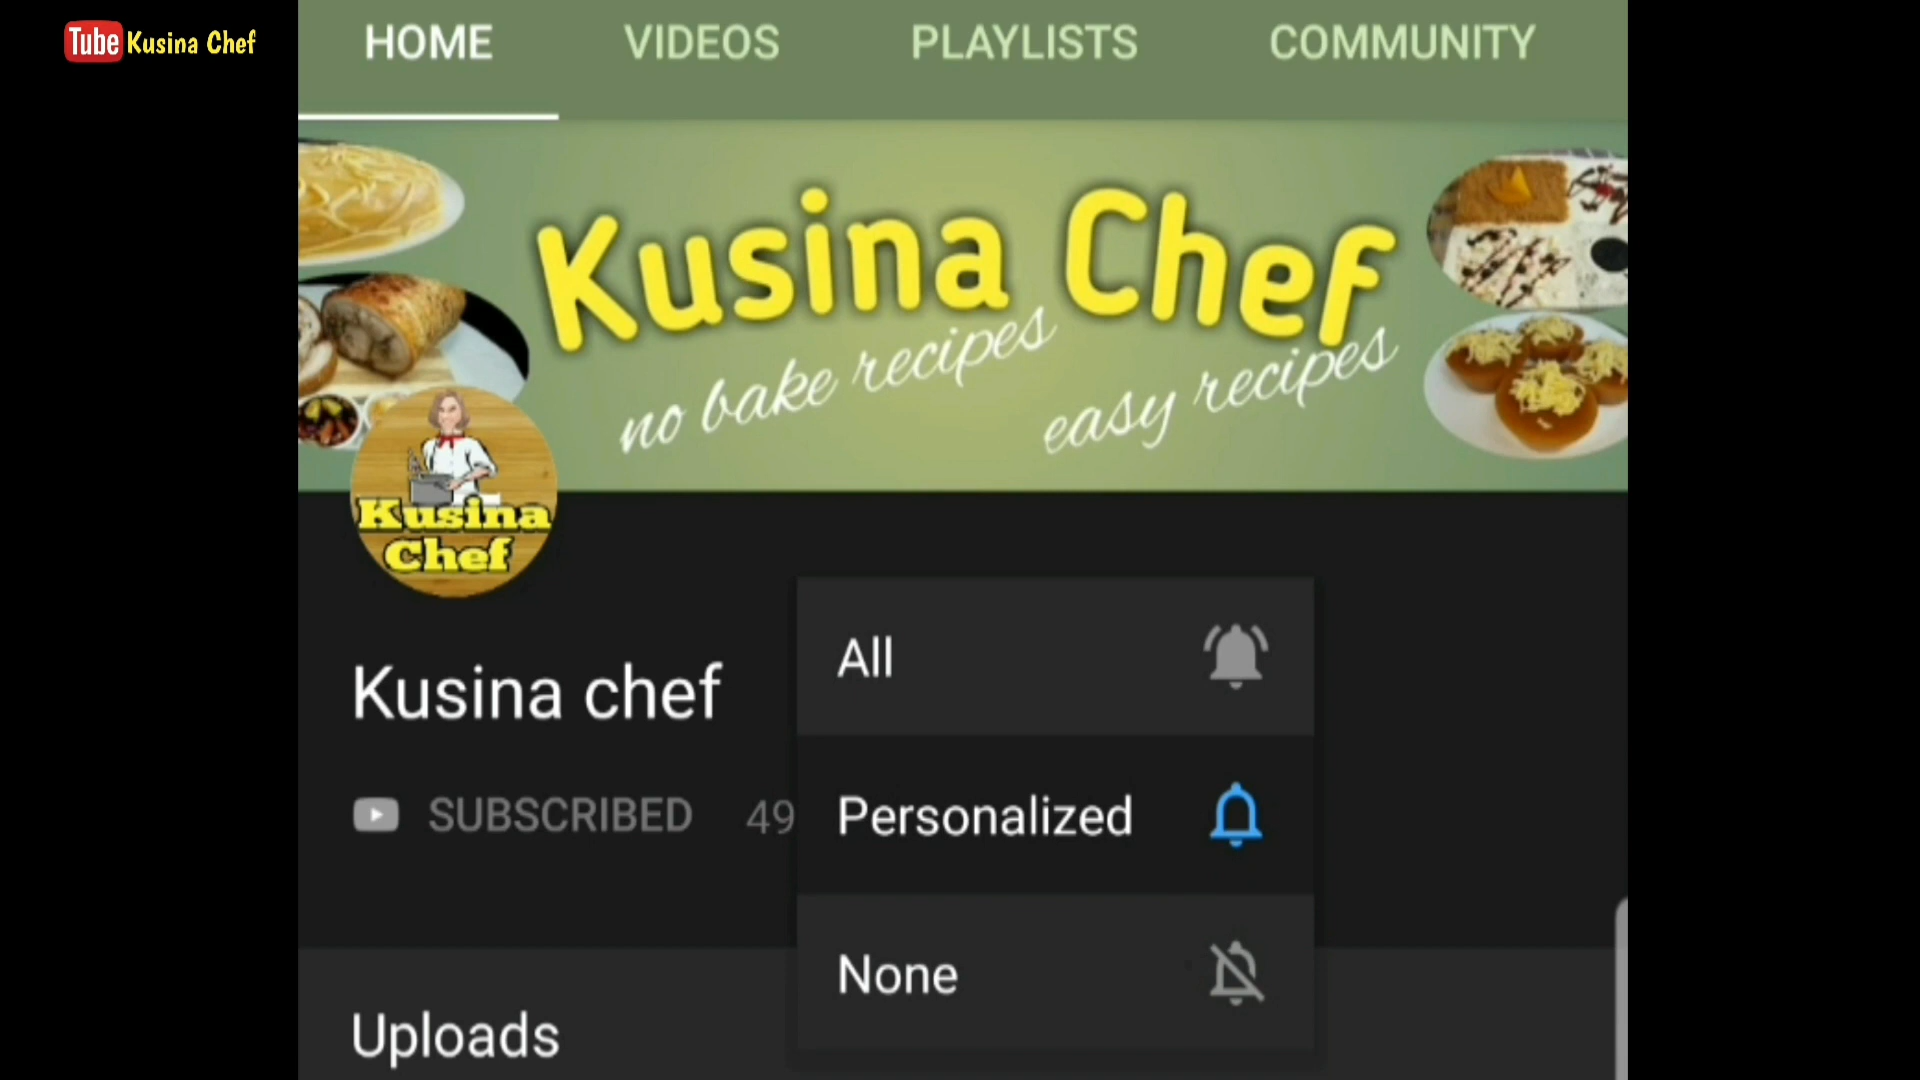 Tube Kusina Chef
HOME VIDEOS PLAYLISTS COMMUNITY
Kusina Chef
no bake recipes
easy recipes
Kusina
Chef
Kusina chef
SUBSCRIBED 49
All
Personalized
None
Uploads